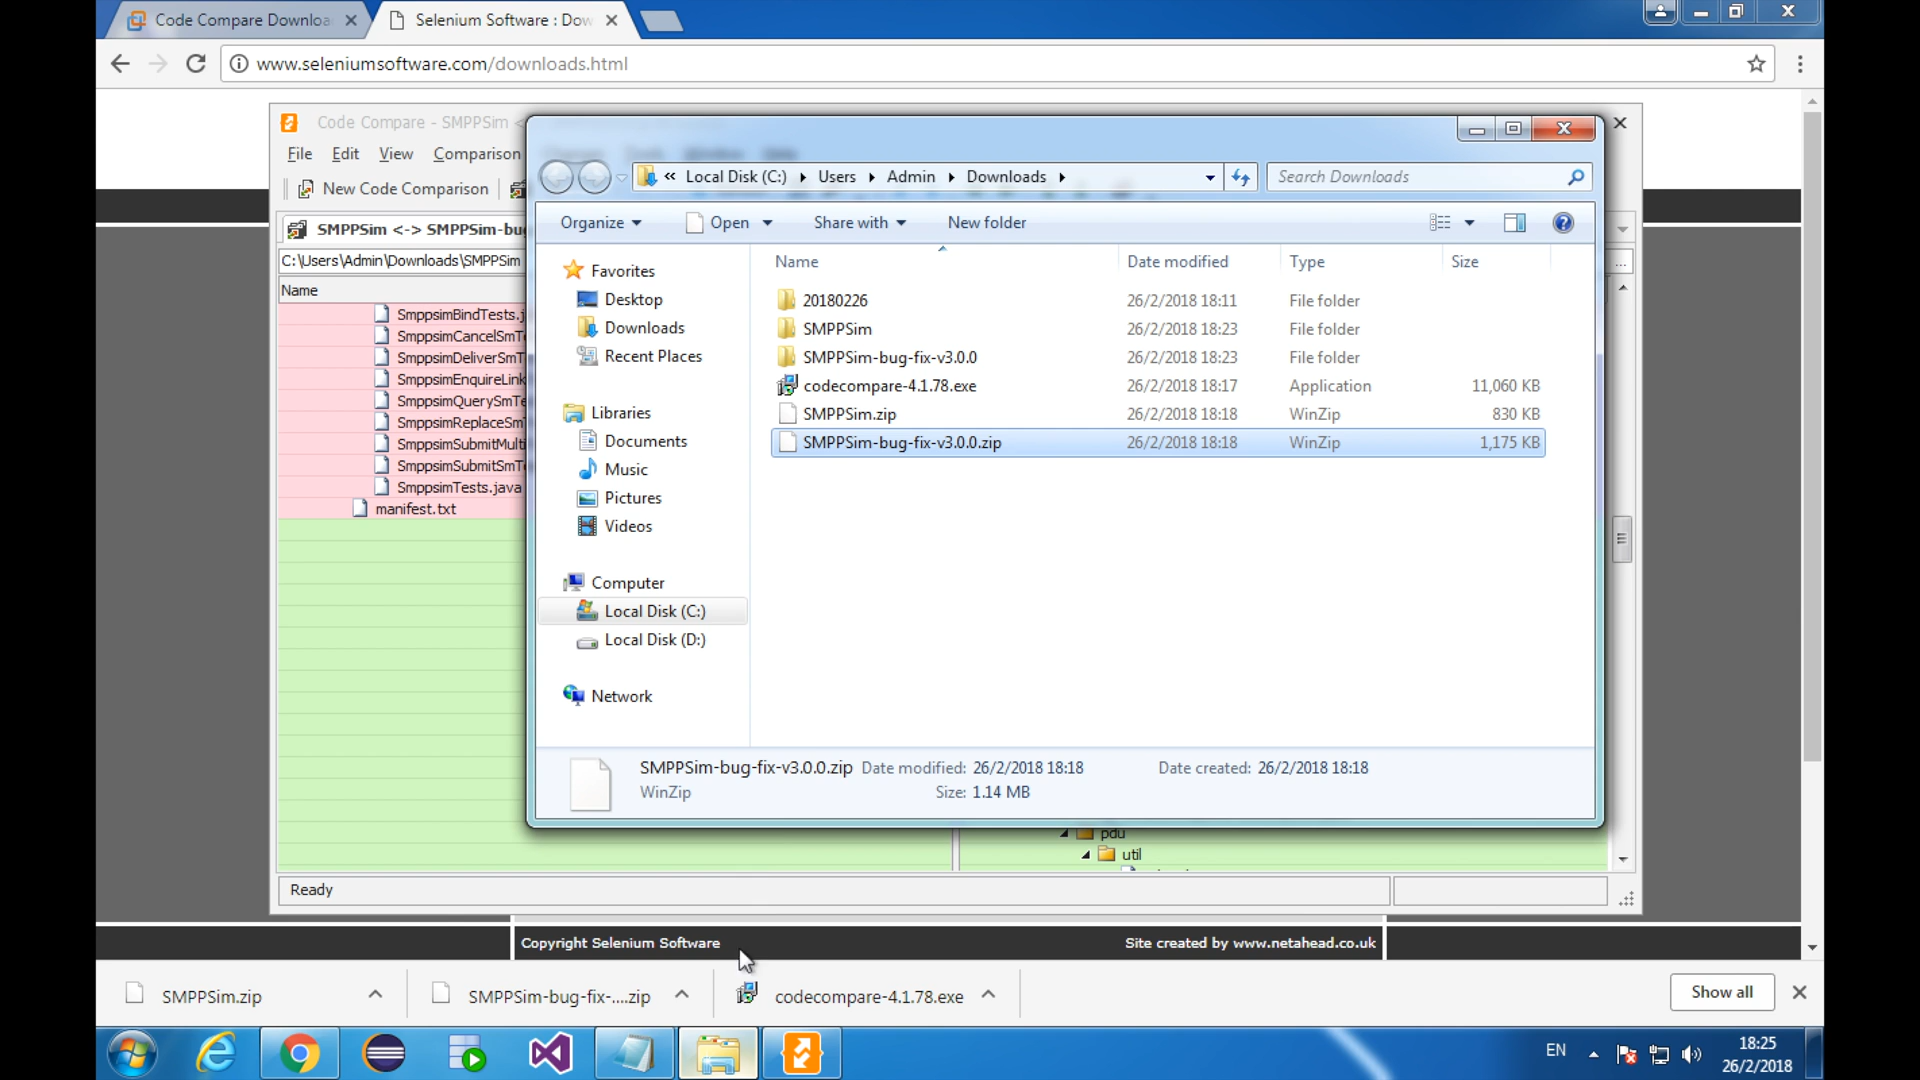 Code Compare Downloa
Selenium Software : Dow
www.seleniumsoftware.com/downloads.html
Code Compare - SMPPSim <
File Edit View Comparison
New Code Comparison
SMPPSim <-> SMPPSim-bu
C:\Users\Admin\Downloads\SMPPSim
...
Name
SmppsimBindTests.j
SmppsimCancelSmTe
SmppsimDeliverSmT
SmppsimEnquireLink
SmppsimQuerySmTe
SmppsimReplaceSmT
SmppsimSubmitMulti
SmppsimSubmitSmTe
SmppsimTests.java
manifest.txt
« Local Disk (C:) Users Admin Downloads
Search Downloads
Organize Open Share with New folder
Favorites
Desktop
Downloads
Recent Places
Libraries
Documents
Music
Pictures
Videos
Computer
Local Disk (C:)
Local Disk (D:)
Network
Name Date modified Type Size
20180226 26/2/2018 18:11 File folder
SMPPSim 26/2/2018 18:23 File folder
SMPPSim-bug-fix-v3.0.0 26/2/2018 18:23 File folder
codecompare-4.1.78.exe 26/2/2018 18:17 Application 11,060 KB
SMPPSim.zip 26/2/2018 18:18 WinZip 830 KB
SMPPSim-bug-fix-v3.0.0.zip 26/2/2018 18:18 WinZip 1,175 KB
SMPPSim-bug-fix-v3.0.0.zip Date modified: 26/2/2018 18:18 Date created: 26/2/2018 18:18
WinZip Size: 1.14 MB
pdu
util
Ready
Copyright Selenium Software Site created by www.netahead.co.uk
SMPPSim.zip SMPPSim-bug-fix-....zip codecompare-4.1.78.exe Show all
EN 18:25
26/2/2018